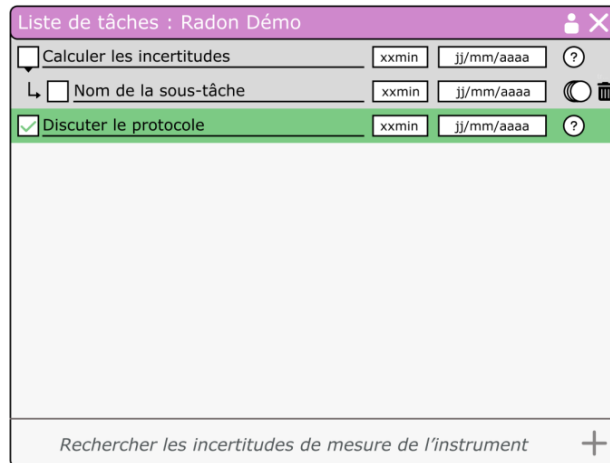 Liste de tâches : Radon Démo
Calculer les incertitudes xxmin jj/mm/aaaa ?
Nom de la sous-tâche xxmin jj/mm/aaaa
Discuter le protocole xxmin jj/mm/aaaa ?
Rechercher les incertitudes de mesure de l'instrument